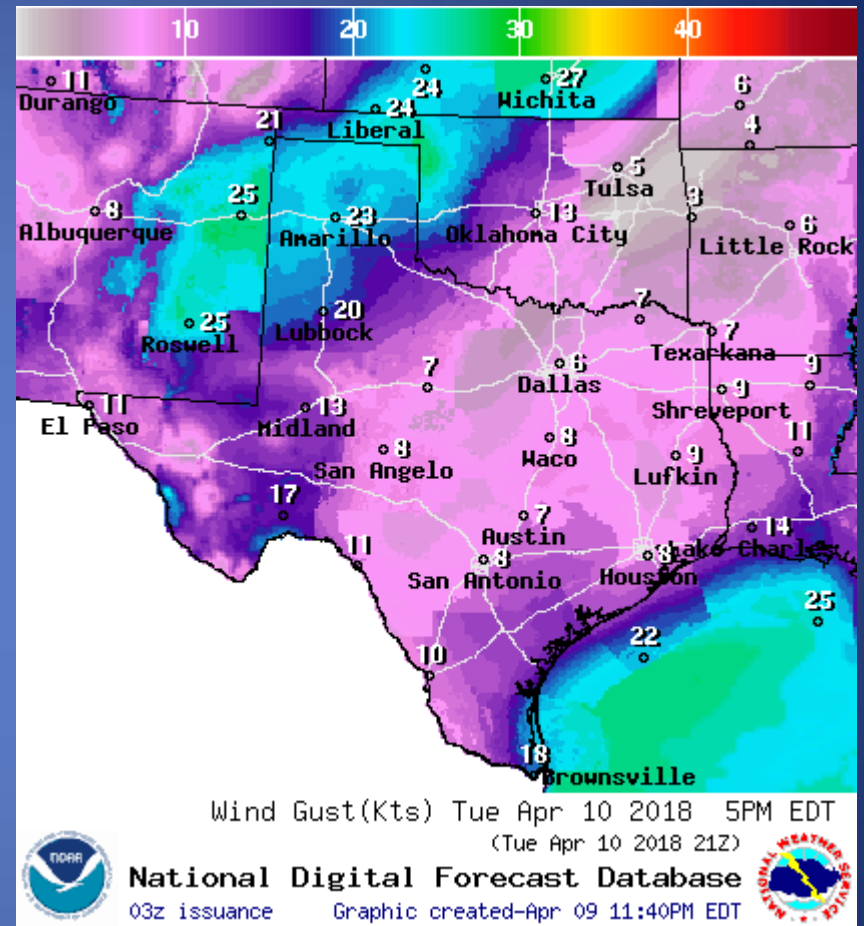 10 20 30 40
11
Durango
24
24
Liberal
27
Wichita
6
4
21
5
Tulsa
8
Albuquerque
25
23
Amarillo
13
Oklahoma City
3
6
Little Rock
25
Roswell
20
Lubbock
7
7
Texarkana
7
6
Dallas
9
Shreveport
9
11
El Paso
13
Midland
8
San Angelo
8
Waco
9
Lufkin
11
17
7
Austin
14
Lake Charles
11
8
San Antonio
8
Houston
25
22
10
18
Brownsville
Wind Gust(Kts) Tue Apr 10 2018 5PM EDT
(Tue Apr 10 2018 21Z)
NOAA
National Digital Forecast Database
03z issuance Graphic created-Apr 09 11:40PM EDT
NATIONAL WEATHER SERVICE